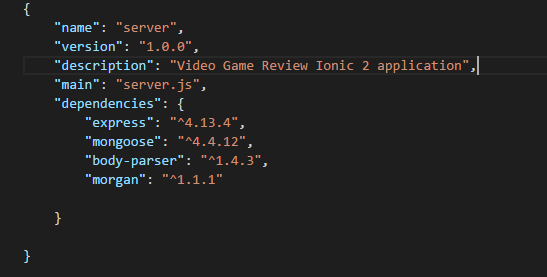 {
"name": "server",
"version": "1.0.0",
"description": "Video Game Review Ionic 2 application",
"main": "server.js",
"dependencies": {
"express": "^4.13.4",
"mongoose": "^4.4.12",
"body-parser": "^1.4.3",
"morgan": "^1.1.1"
}
}